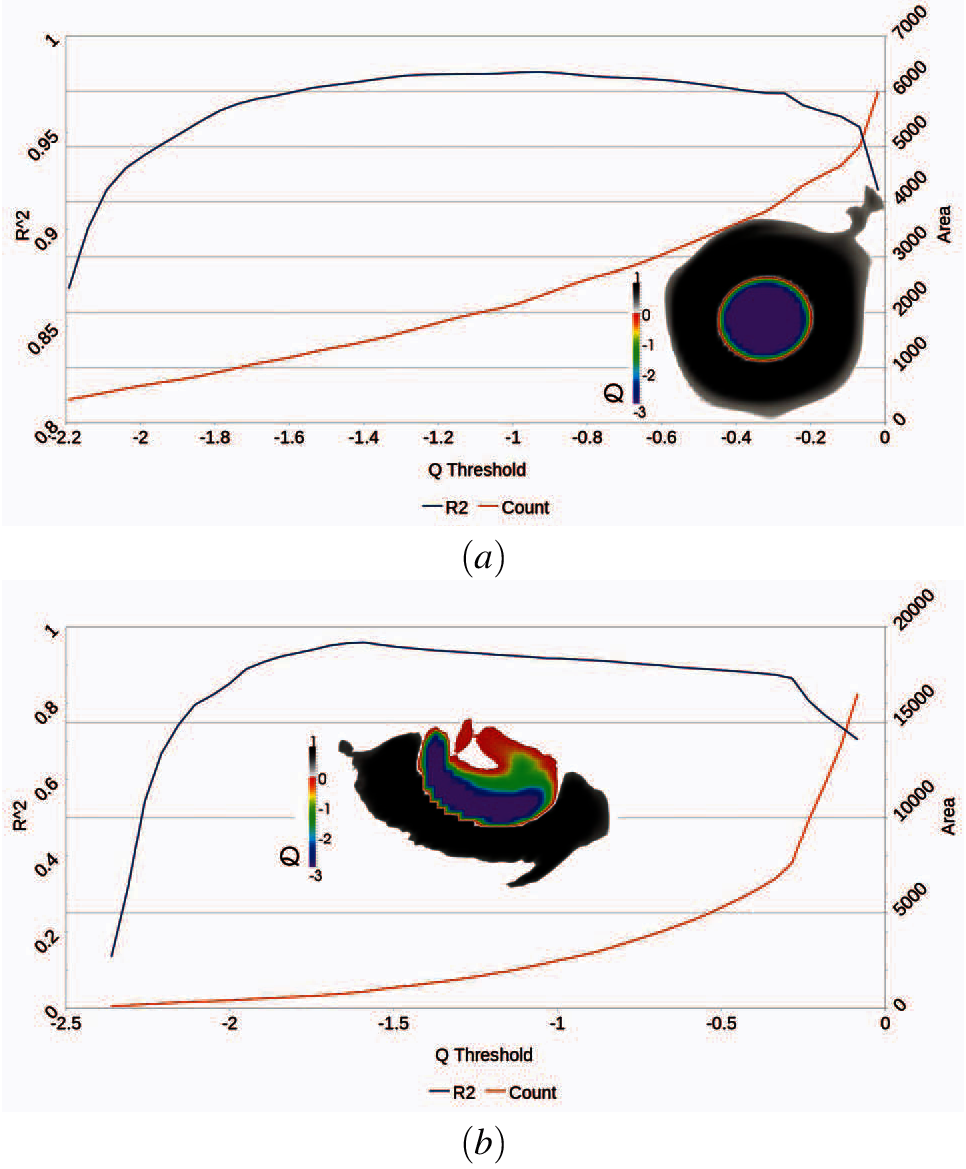 7000
1
6000
0.95
5000
4000
R^2
0.9
Area
3000
1
2000
0
0.85
-1
1000
-2
Q
0.8
-3
0
-2.2 -2 -1.8 -1.6 -1.4 -1.2 -1 -0.8 -0.6 -0.4 -0.2 0
Q Threshold
R2 Count
(a)
20000
1
0.8
15000
1
0.6
0
R^2
10000
Area
-1
-2
0.4
Q
-3
5000
0.2
0
0
-2.5 -2 -1.5 -1 -0.5 0
Q Threshold
R2 Count
(b)